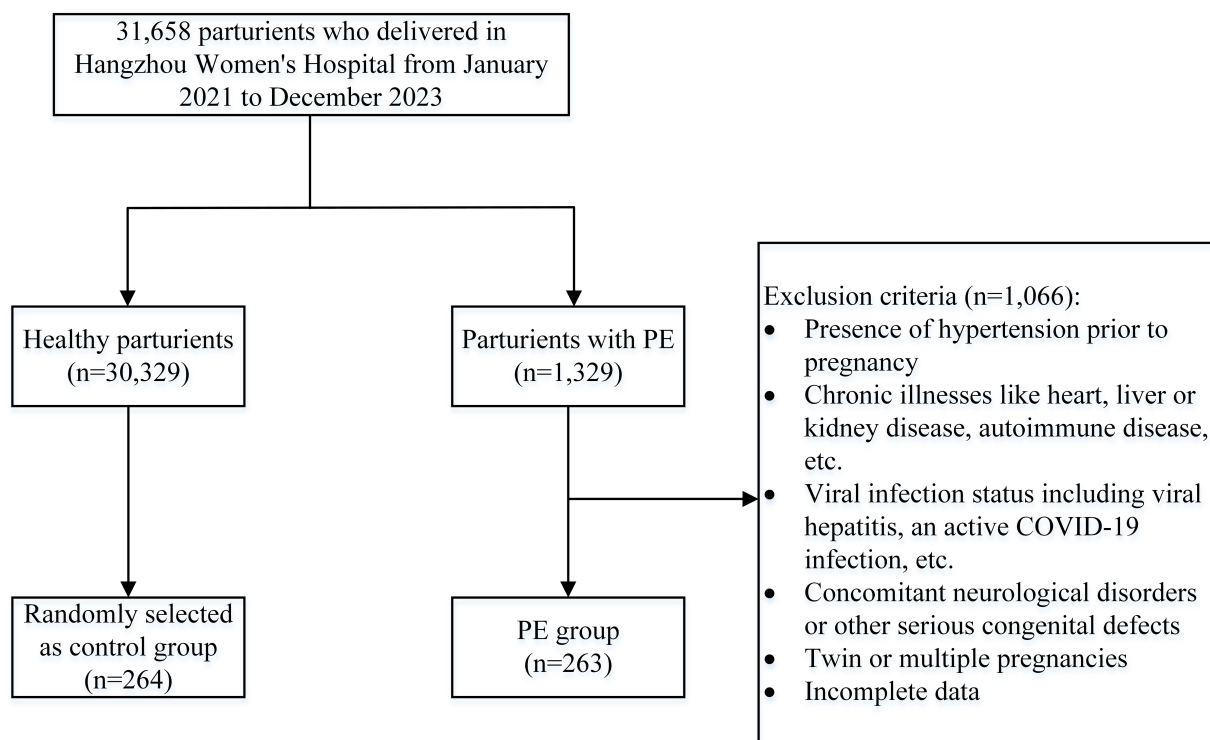 31,658 parturients who delivered in
Hangzhou Women's Hospital from January
2021 to December 2023
Healthy parturients
(n=30,329)
Parturients with PE
(n=1,329)
Exclusion criteria (n=1,066):
• Presence of hypertension prior to
pregnancy
• Chronic illnesses like heart, liver or
kidney disease, autoimmune disease,
etc.
• Viral infection status including viral
hepatitis, an active COVID-19
infection, etc.
• Concomitant neurological disorders
or other serious congenital defects
• Twin or multiple pregnancies
• Incomplete data
Randomly selected
as control group
(n=264)
PE group
(n=263)